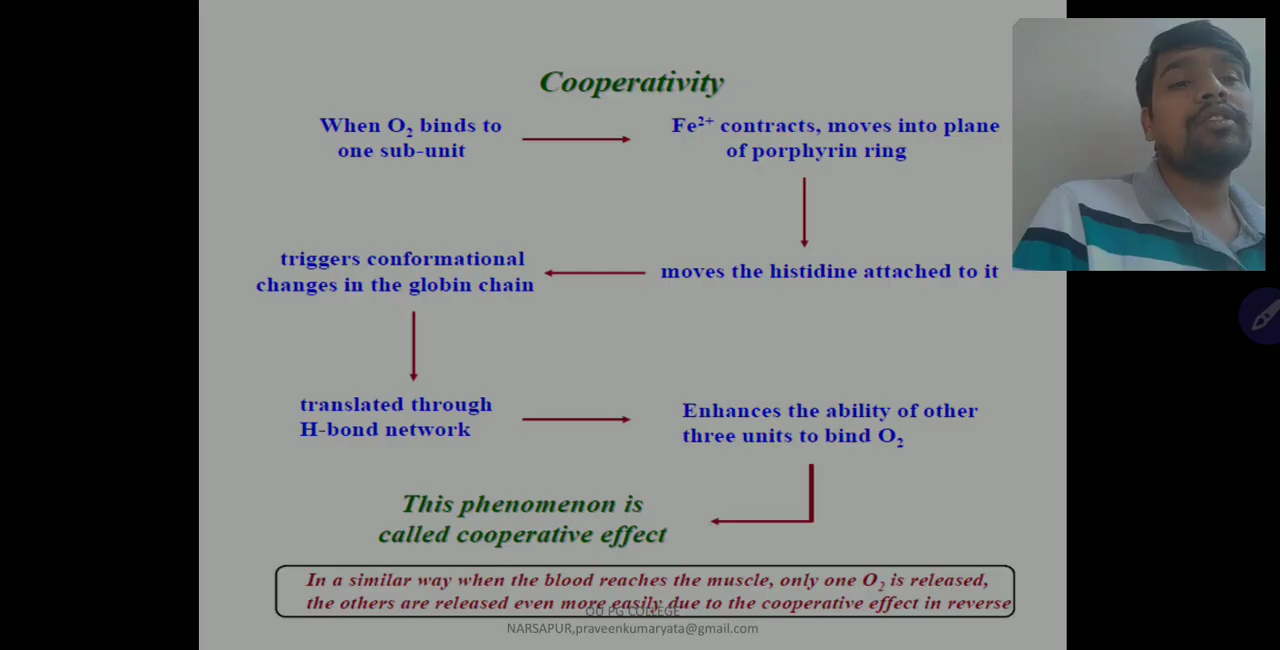 Cooperativity
When O₂ binds to
one sub-unit
Fe²⁺ contracts, moves into plane
of porphyrin ring
moves the histidine attached to it
triggers conformational
changes in the globin chain
translated through
H-bond network
Enhances the ability of other
three units to bind O₂
This phenomenon is
called cooperative effect
In a similar way when the blood reaches the muscle, only one O₂ is released,
the others are released even more easily due to the cooperative effect in reverse
OU PG COLLEGE
NARSAPUR,praveenkumaryata@gmail.com